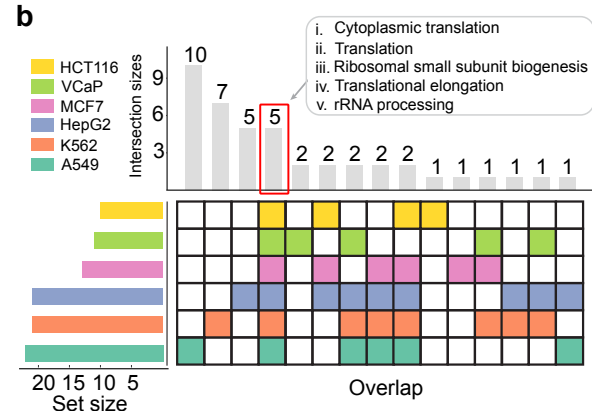 b
i. Cytoplasmic translation
ii. Translation
iii. Ribosomal small subunit biogenesis
iv. Translational elongation
v. rRNA processing
HCT116
VCaP
MCF7
HepG2
K562
A549
Intersection sizes
9
6
3
10 7 5 5 2 2 2 2 2 1 1 1 1 1 1
20 15 10 5
Set size
Overlap